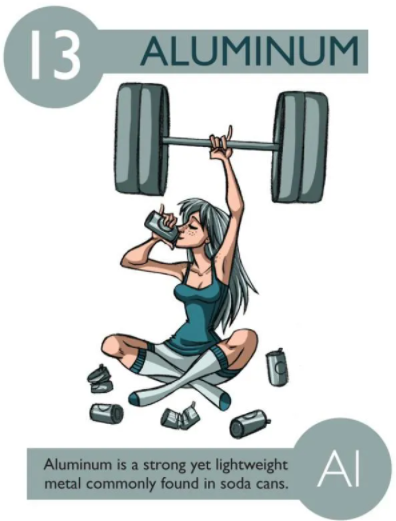 13
ALUMINUM
Aluminum is a strong yet lightweight
metal commonly found in soda cans.
Al